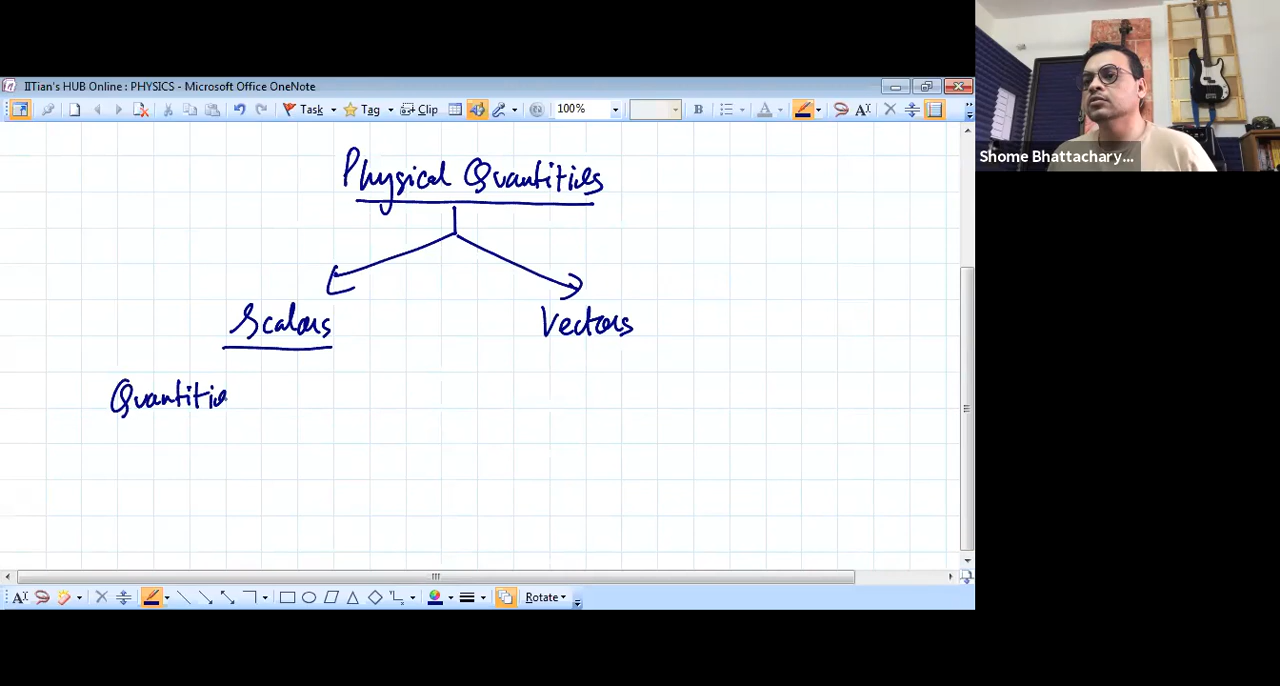 IITian's HUB Online : PHYSICS - Microsoft Office OneNote
Task Tag Clip 100% B A
Shome Bhattachary...
Physical Quantities
Scalars Vectors
Quantitie
A Rotate